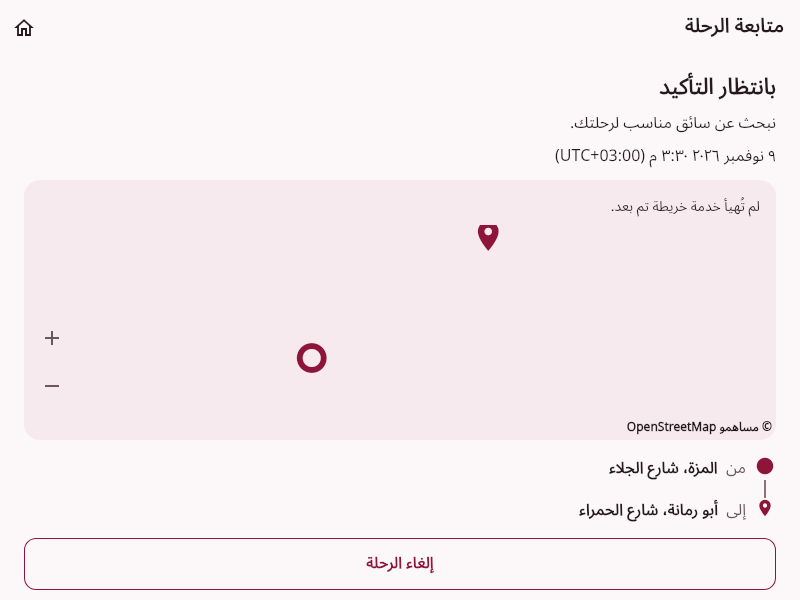 متابعة الرحلة
بانتظار التأكيد
نبحث عن سائق مناسب لرحلتك.
٩ نوفمبر ٢٠٢٦ ٣:٣٠ م (UTC+03:00)
لم تُهيأ خدمة خريطة تم بعد.
+
−
© مساهمو OpenStreetMap
من المزة، شارع الجلاء
إلى أبو رمانة، شارع الحمراء
إلغاء الرحلة